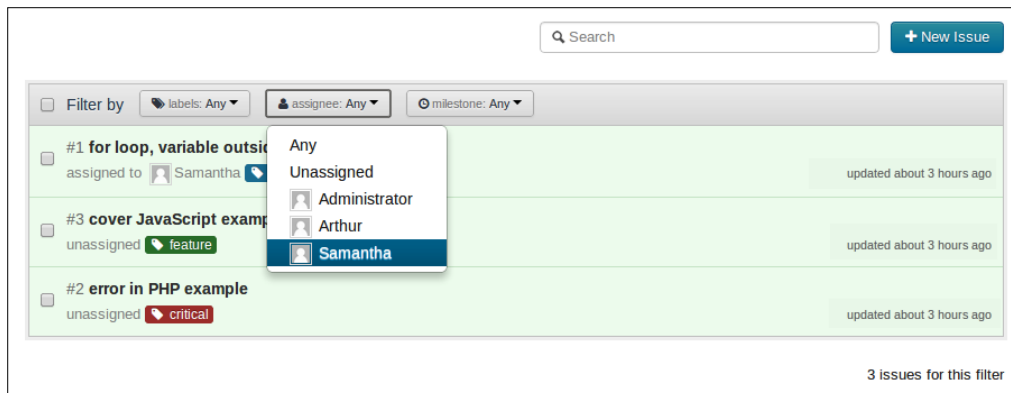 Search
New Issue
Filter by labels: Any assignee: Any milestone: Any
#1 for loop, variable
assigned to Samantha
updated about 3 hours ago
Any
Unassigned
Administrator
Arthur
Samantha
#3 cover JavaScript
unassigned feature
updated about 3 hours ago
#2 error in PHP example
unassigned critical
updated about 3 hours ago
3 issues for this filter